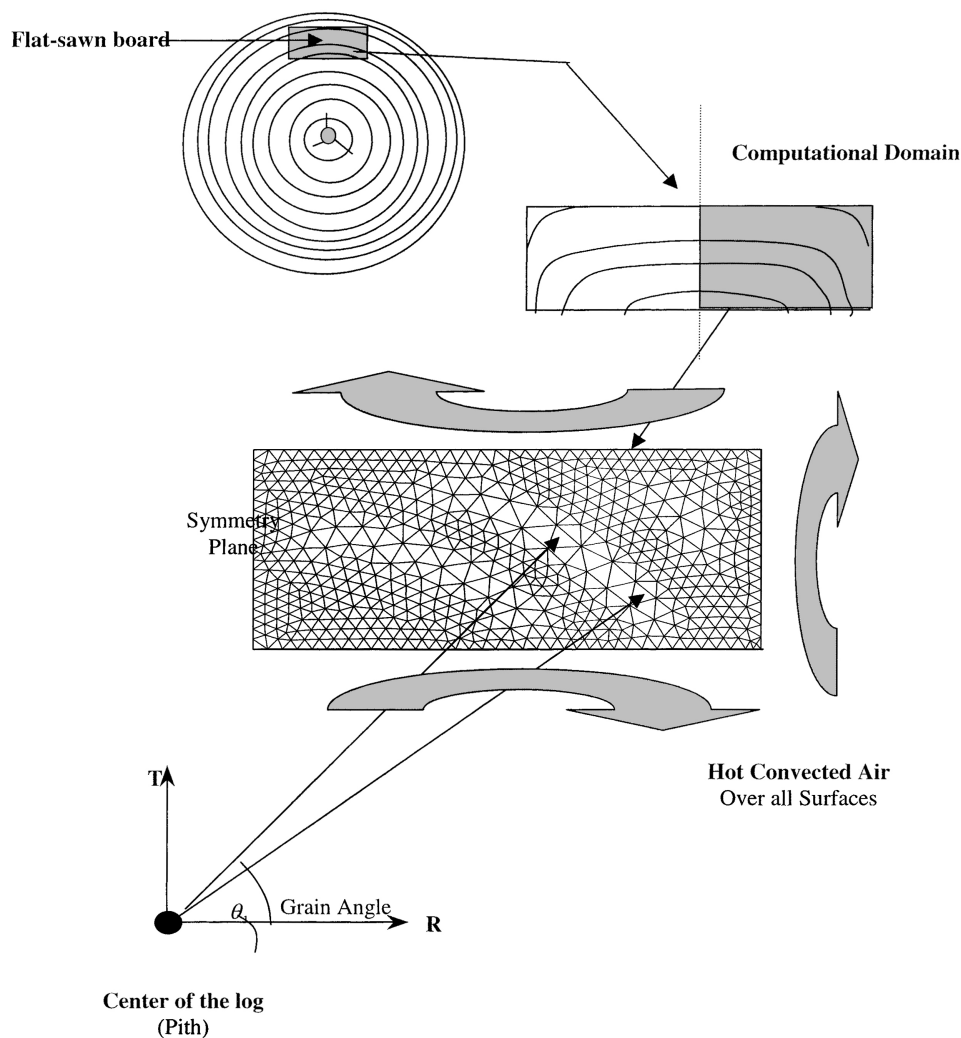 Flat-sawn board
Computational Domain
Symmetry
Plane
Hot Convected Air
Over all Surfaces
T
θ
Grain Angle
R
Center of the log
(Pith)